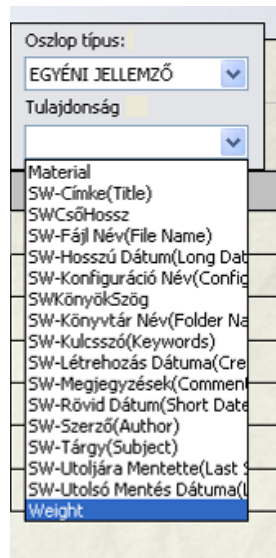 Oszlop típus:
EGYÉNI JELLEMZŐ
Tulajdonság
Material
SW-Címke(Title)
SWCsőHossz
SW-Fájl Név(File Name)
SW-Hosszú Dátum(Long Dat
SW-Konfiguráció Név(Config
SWKönyökSzög
SW-Könyvtár Név(Folder Na
SW-Kulcsszó(Keywords)
SW-Létrehozás Dátuma(Cre
SW-Megjegyzések(Commen
SW-Rövid Dátum(Short Date
SW-Szerző(Author)
SW-Tárgy(Subject)
SW-Utoljára Mentette(Last S
SW-Utolsó Mentés Dátuma(L
Weight